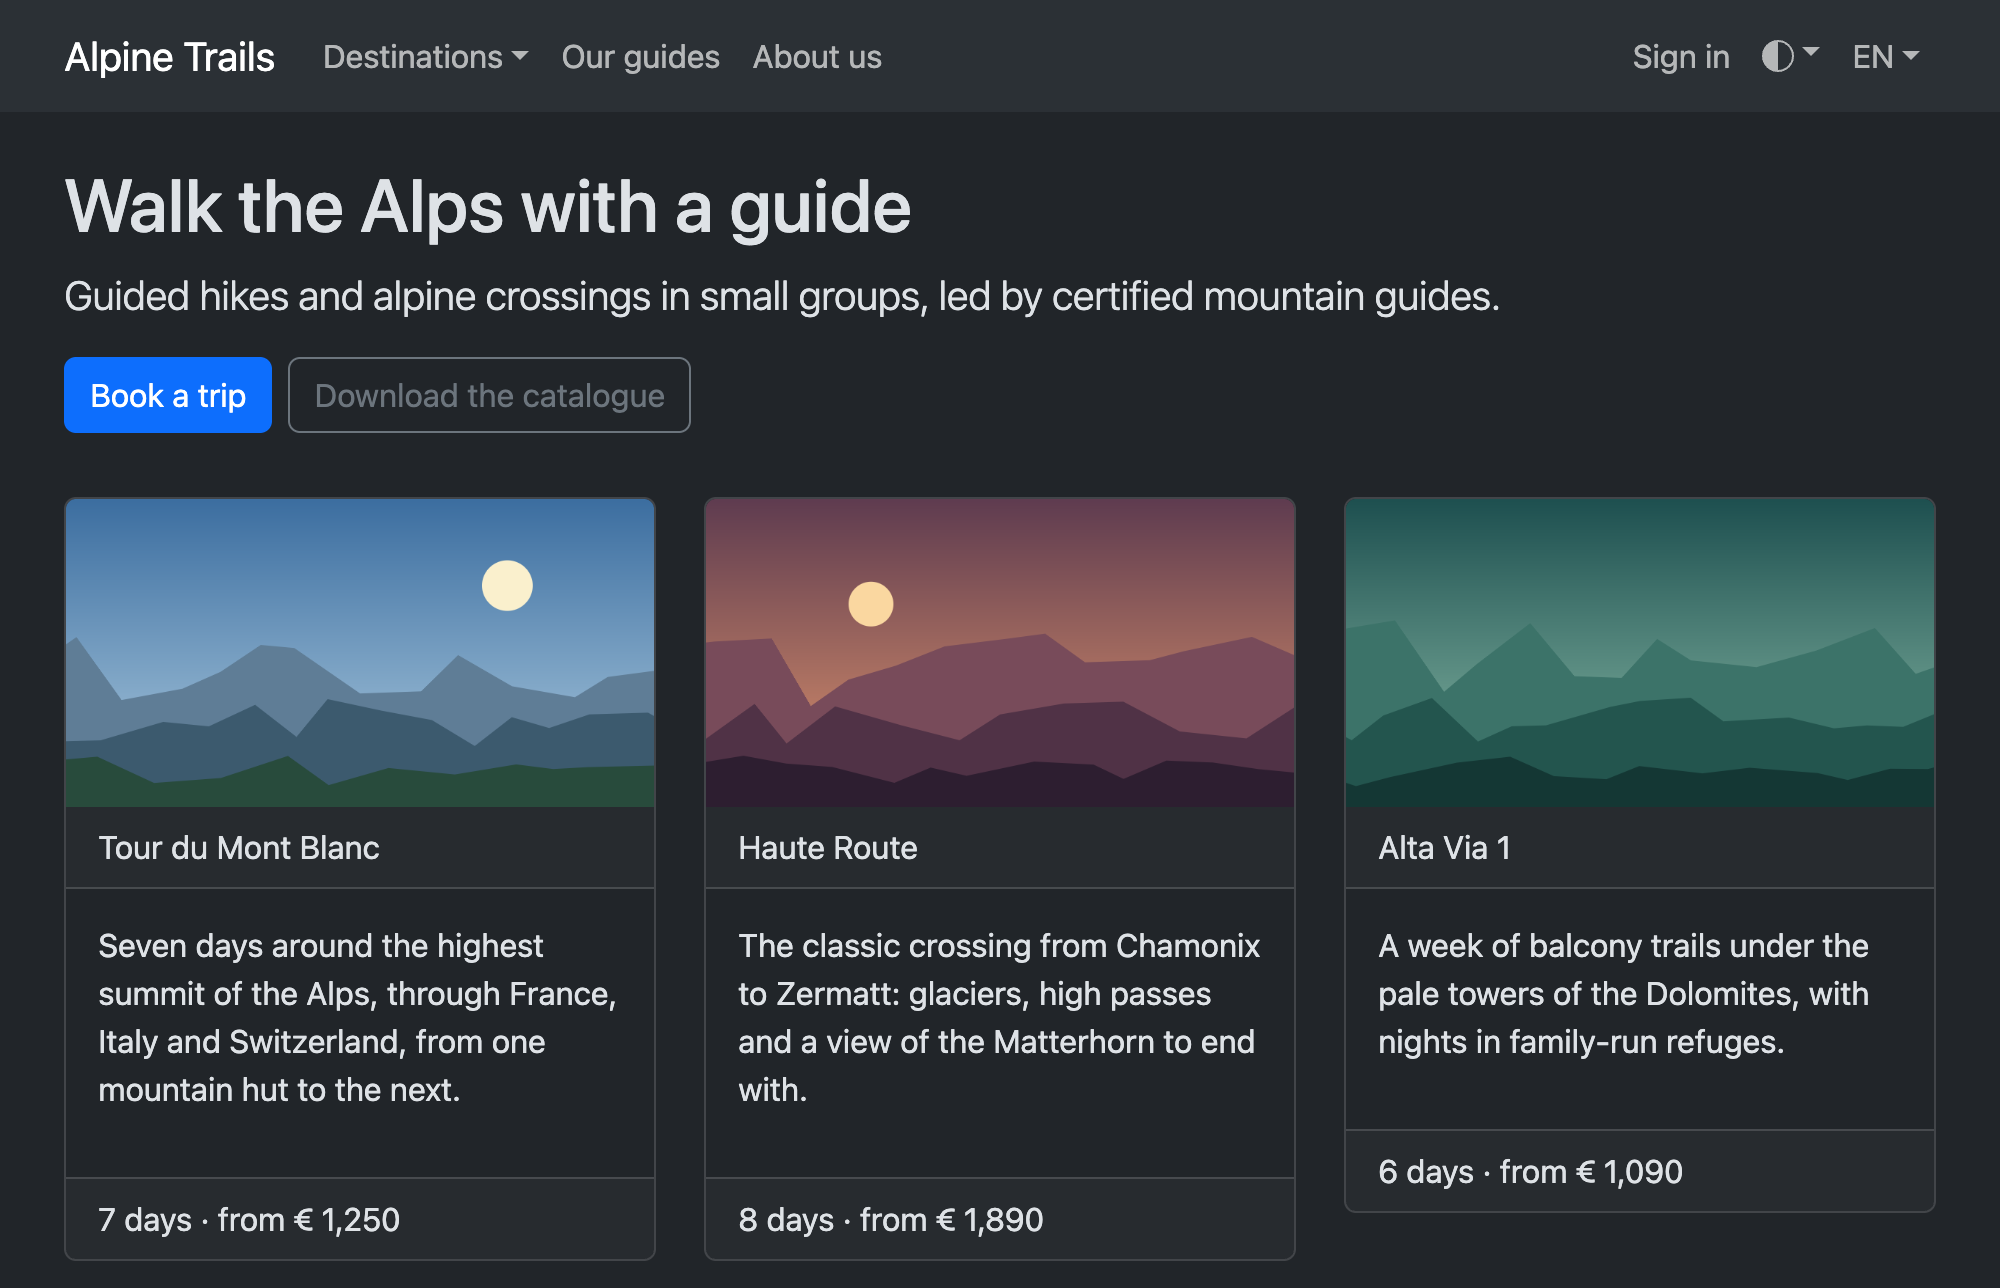 Alpine Trails Destinations Our guides About us Sign in EN
Walk the Alps with a guide
Guided hikes and alpine crossings in small groups, led by certified mountain guides.
Book a trip Download the catalogue
Tour du Mont Blanc
Seven days around the highest
summit of the Alps, through France,
Italy and Switzerland, from one
mountain hut to the next.
7 days · from € 1,250
Haute Route
The classic crossing from Chamonix
to Zermatt: glaciers, high passes
and a view of the Matterhorn to end
with.
8 days · from € 1,890
Alta Via 1
A week of balcony trails under the
pale towers of the Dolomites, with
nights in family-run refuges.
6 days · from € 1,090